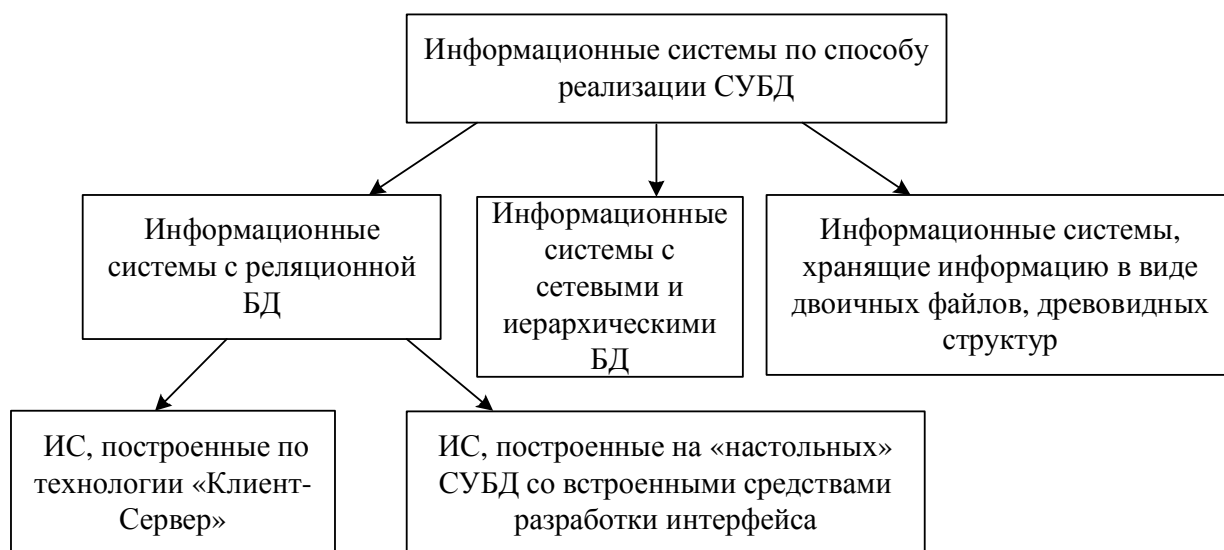 Информационные системы по способу
реализации СУБД
Информационные
системы с реляционной
БД
Информационные
системы с
сетевыми и
иерархическими
БД
Информационные системы,
хранящие информацию в виде
двоичных файлов, древовидных
структур
ИС, построенные по
технологии «Клиент-
Сервер»
ИС, построенные на «настольных»
СУБД со встроенными средствами
разработки интерфейса